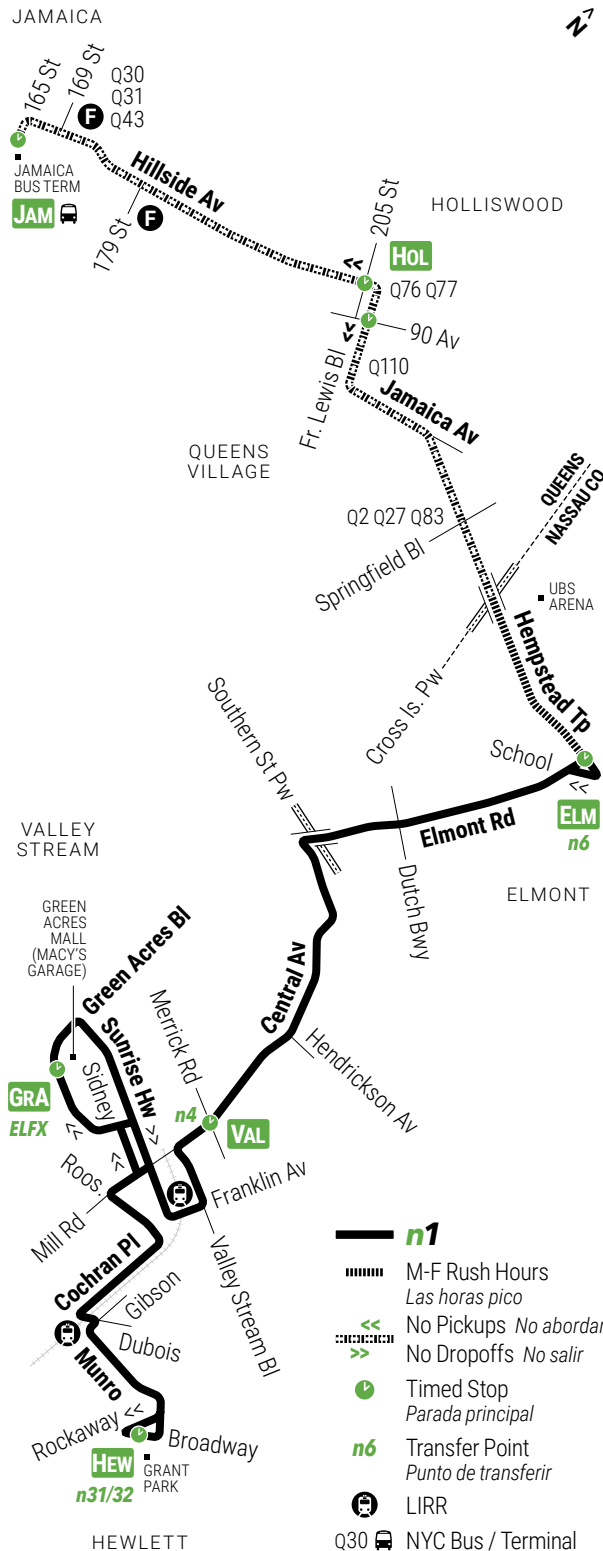 JAMAICA
N
165 St
169 St
Q30
Q31
Q43
F
JAMAICA
BUS TERM
JAM
Hillside Av
179 St
F
205 St
HOLLISWOOD
HOL
Q76 Q77
90 Av
Fr. Lewis Bl
Q110
Jamaica Av
QUEENS
VILLAGE
QUEENS
NASSAU CO
Q2 Q27 Q83
Springfield Bl
UBS
ARENA
Cross Is. Pw
Hempstead Tp
Southern St Pw
School
ELM
n6
Elmont Rd
VALLEY
STREAM
ELMONT
Dutch Bwy
GREEN
ACRES
MALL
(MACY'S
GARAGE)
Green Acres Bl
Central Av
Merrick Rd
Sunrise Hw
Hendrickson Av
Sidney
GRA
ELFX
n4
VAL
Roos.
Franklin Av
Mill Rd
Valley Stream Bl
Cochran Pl
Gibson
Dubois
Munro
Rockaway
Broadway
HEW
n31/32
GRANT
PARK
HEWLETT
n1
M-F Rush Hours
Las horas pico
<< No Pickups No abordar
>> No Dropoffs No salir
Timed Stop
Parada principal
n6 Transfer Point
Punto de transferir
LIRR
Q30 NYC Bus / Terminal